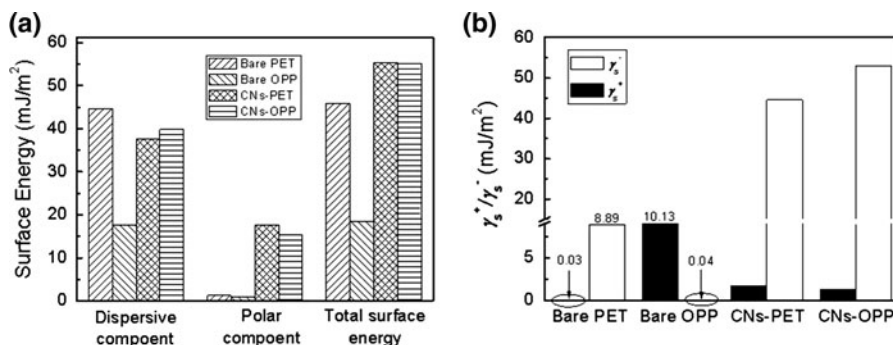 (a)
Surface Energy (mJ/m²)
60
50
40
30
20
10
0
Bare PET
Bare OPP
CNs-PET
CNs-OPP
Dispersive
compoent
Polar
compoent
Total surface
energy
(b)
γs⁺/γs⁻ (mJ/m²)
60
50
40
30
20
5
0
γs⁻
γs⁺
0.03
8.89
10.13
0.04
Bare PET
Bare OPP
CNs-PET
CNs-OPP